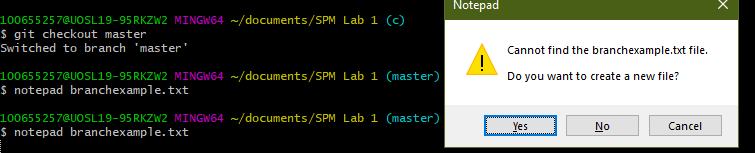 100655257@UOSL19-95RKZW2 MINGW64 ~/documents/SPM Lab 1 (c)
$ git checkout master
Switched to branch 'master'
100655257@UOSL19-95RKZW2 MINGW64 ~/documents/SPM Lab 1 (master)
$ notepad branchexample.txt
100655257@UOSL19-95RKZW2 MINGW64 ~/documents/SPM Lab 1 (master)
$ notepad branchexample.txt
Notepad
Cannot find the branchexample.txt file.
Do you want to create a new file?
Yes
No
Cancel